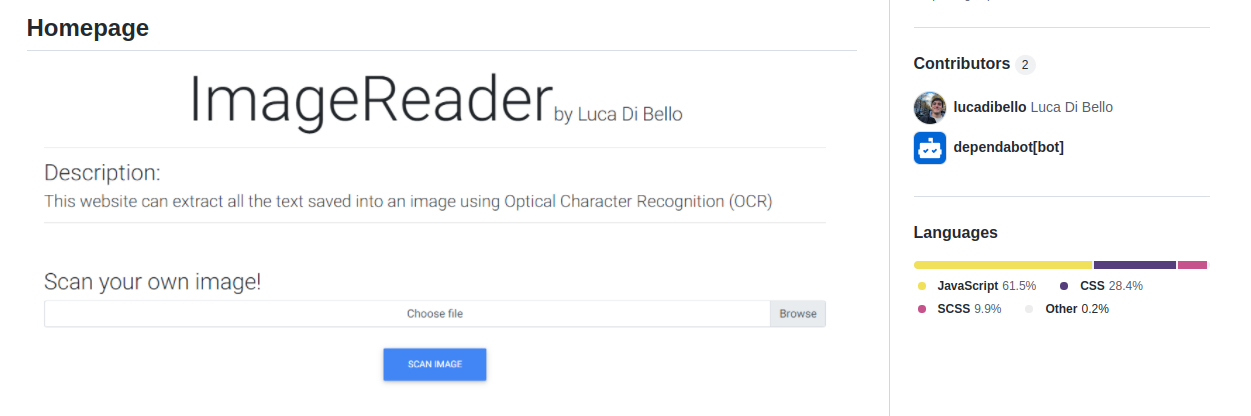 Homepage
ImageReader by Luca Di Bello
Description:
This website can extract all the text saved into an image using Optical Character Recognition (OCR)
Scan your own image!
Choose file Browse
SCAN IMAGE
Contributors 2
lucadibello Luca Di Bello
dependabot[bot]
Languages
JavaScript 61.5% CSS 28.4%
SCSS 9.9% Other 0.2%